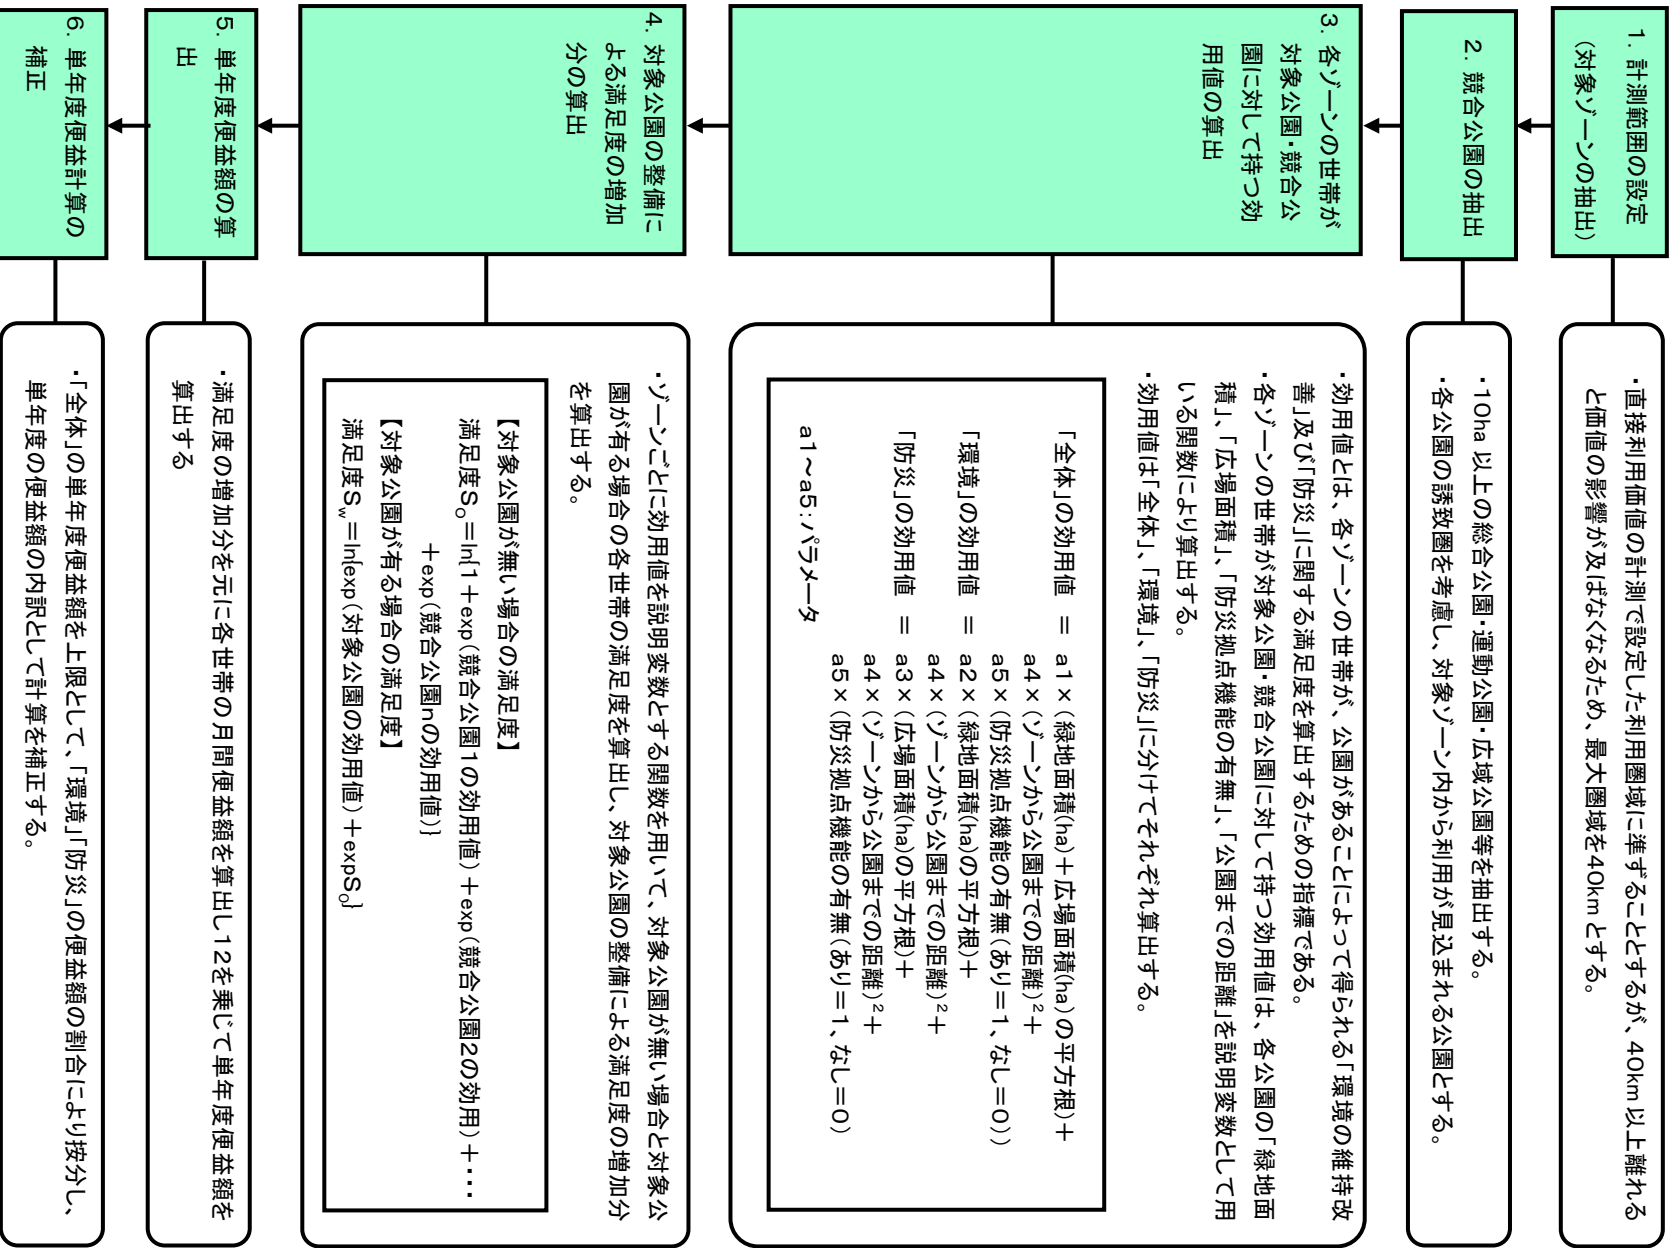 1. 計測範囲の設定
（対象ゾーンの抽出）
・直接利用価値の計測で設定した利用圏域に準ずることとするが、40km 以上離れる
と価値の影響が及ばなくなるため、最大圏域を40km とする。
2. 競合公園の抽出
・10ha 以上の総合公園・運動公園・広域公園等を抽出する。
・各公園の誘致圏を考慮し、対象ゾーン内から利用が見込まれる公園とする。
3. 各ゾーンの世帯が
対象公園・競合公
園に対して持つ効
用値の算出
・効用値とは、各ゾーンの世帯が、公園があることによって得られる「環境の維持改
善」及び「防災」に関する満足度を算出するための指標である。
・各ゾーンの世帯が対象公園・競合公園に対して持つ効用値は、各公園の「緑地面
積」、「広場面積」、「防災拠点機能の有無」、「公園までの距離」を説明変数として用
いる関数により算出する。
・効用値は「全体」、「環境」、「防災」に分けてそれぞれ算出する。
「全体」の効用値 ＝ a1×（緑地面積(ha)＋広場面積(ha)の平方根）＋
a4×（ゾーンから公園までの距離）²＋
a5×（防災拠点機能の有無（あり＝1、なし＝0））
「環境」の効用値 ＝ a2×（緑地面積(ha)の平方根）＋
a4×（ゾーンから公園までの距離）²＋
「防災」の効用値 ＝ a3×（広場面積(ha)の平方根）＋
a4×（ゾーンから公園までの距離）²＋
a5×（防災拠点機能の有無（あり＝1、なし＝0）
a1～a5：パラメータ
4. 対象公園の整備に
よる満足度の増加
分の算出
・ゾーンごとに効用値を説明変数とする関数を用いて、対象公園が無い場合と対象公
園が有る場合の各世帯の満足度を算出し、対象公園の整備による満足度の増加分
を算出する。
【対象公園が無い場合の満足度】
満足度S₀＝ln{1＋exp（競合公園1の効用値）＋exp（競合公園2の効用）＋・・・・
＋exp（競合公園nの効用値）}
【対象公園が有る場合の満足度】
満足度Sw＝ln{exp（対象公園の効用値）＋expS₀}
5. 単年度便益額の算
出
・満足度の増加分を元に各世帯の月間便益額を算出し12を乗じて単年度便益額を
算出する
6. 単年度便益計算の
補正
・「全体」の単年度便益額を上限として、「環境」「防災」の便益額の割合により按分し、
単年度の便益額の内訳として計算を補正する。